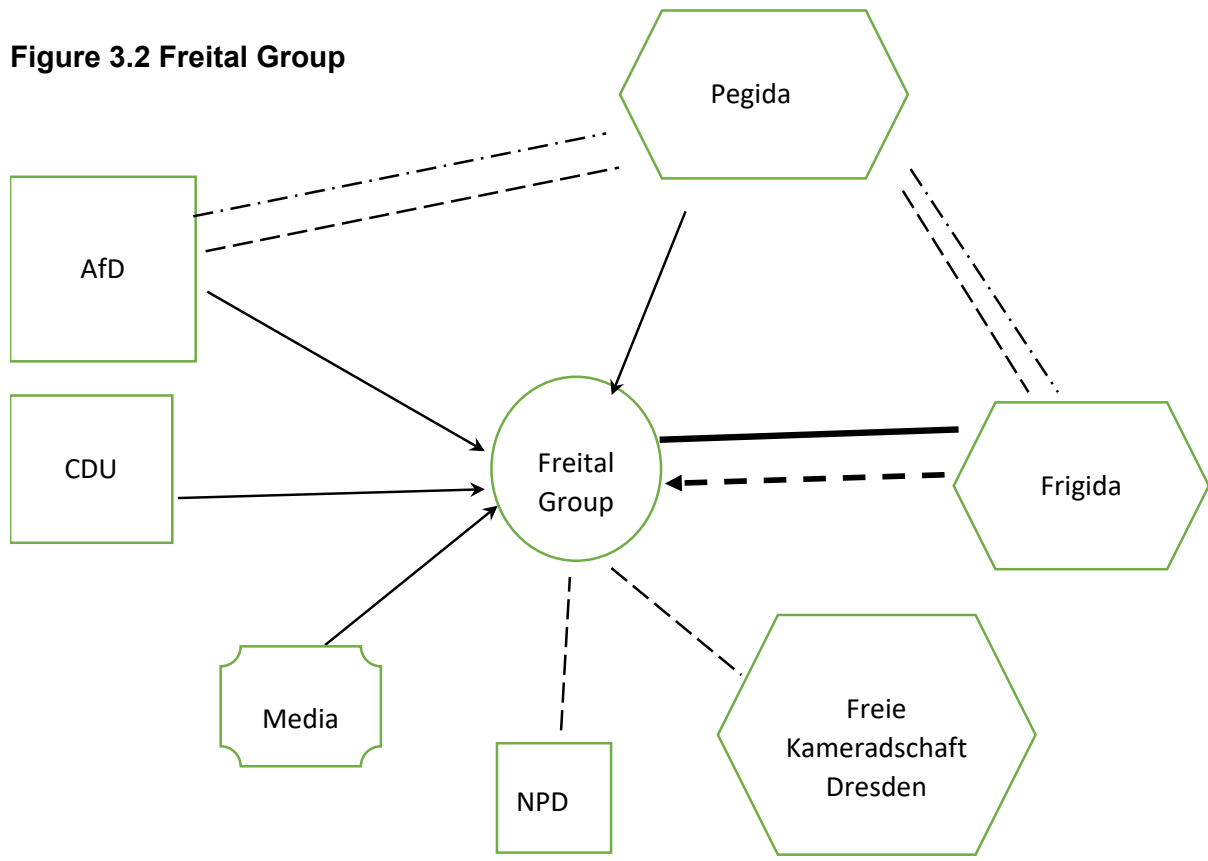 Figure 3.2 Freital Group
Pegida
AfD
CDU
Freital
Group
Frigida
Media
NPD
Freie
Kameradschaft
Dresden